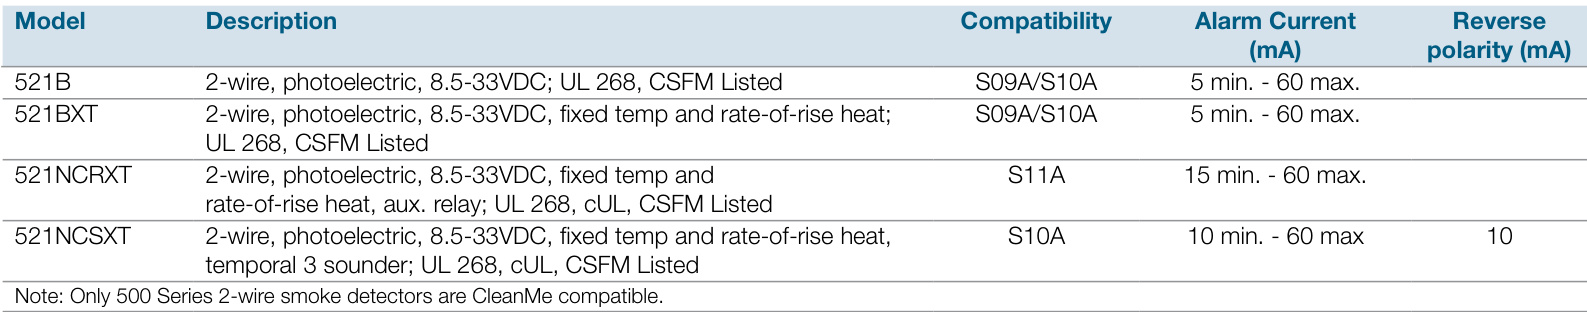 Model Description Compatibility Alarm Current (mA) Reverse polarity (mA)
521B 2-wire, photoelectric, 8.5-33VDC; UL 268, CSFM Listed S09A/S10A 5 min. - 60 max.
521BXT 2-wire, photoelectric, 8.5-33VDC, fixed temp and rate-of-rise heat; S09A/S10A 5 min. - 60 max.
UL 268, CSFM Listed
521NCRXT 2-wire, photoelectric, 8.5-33VDC, fixed temp and S11A 15 min. - 60 max.
rate-of-rise heat, aux. relay; UL 268, cUL, CSFM Listed
521NCSXT 2-wire, photoelectric, 8.5-33VDC, fixed temp and rate-of-rise heat, S10A 10 min. - 60 max 10
temporal 3 sounder; UL 268, cUL, CSFM Listed
Note: Only 500 Series 2-wire smoke detectors are CleanMe compatible.